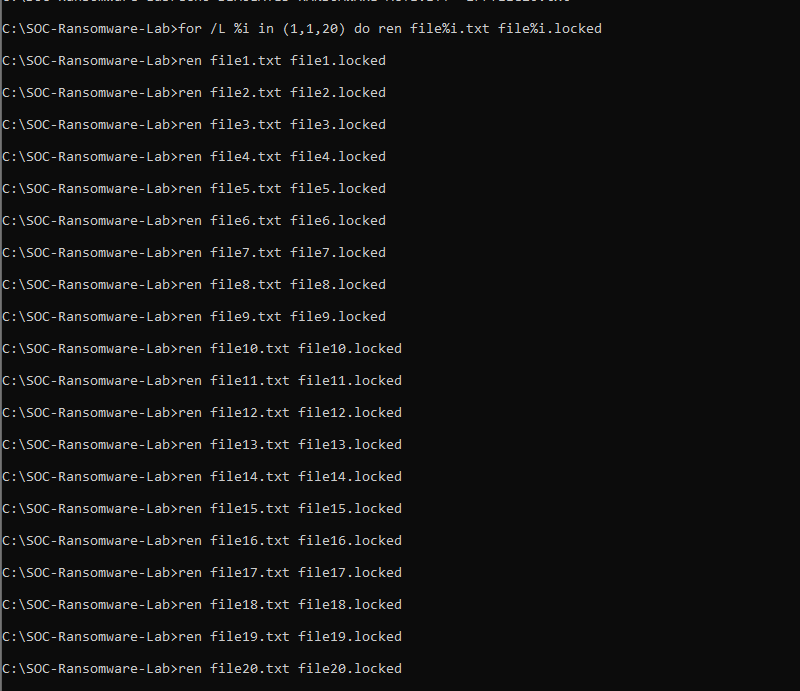 C:\SOC-Ransomware-Lab>for /L %i in (1,1,20) do ren file%i.txt file%i.locked
C:\SOC-Ransomware-Lab>ren file1.txt file1.locked
C:\SOC-Ransomware-Lab>ren file2.txt file2.locked
C:\SOC-Ransomware-Lab>ren file3.txt file3.locked
C:\SOC-Ransomware-Lab>ren file4.txt file4.locked
C:\SOC-Ransomware-Lab>ren file5.txt file5.locked
C:\SOC-Ransomware-Lab>ren file6.txt file6.locked
C:\SOC-Ransomware-Lab>ren file7.txt file7.locked
C:\SOC-Ransomware-Lab>ren file8.txt file8.locked
C:\SOC-Ransomware-Lab>ren file9.txt file9.locked
C:\SOC-Ransomware-Lab>ren file10.txt file10.locked
C:\SOC-Ransomware-Lab>ren file11.txt file11.locked
C:\SOC-Ransomware-Lab>ren file12.txt file12.locked
C:\SOC-Ransomware-Lab>ren file13.txt file13.locked
C:\SOC-Ransomware-Lab>ren file14.txt file14.locked
C:\SOC-Ransomware-Lab>ren file15.txt file15.locked
C:\SOC-Ransomware-Lab>ren file16.txt file16.locked
C:\SOC-Ransomware-Lab>ren file17.txt file17.locked
C:\SOC-Ransomware-Lab>ren file18.txt file18.locked
C:\SOC-Ransomware-Lab>ren file19.txt file19.locked
C:\SOC-Ransomware-Lab>ren file20.txt file20.locked